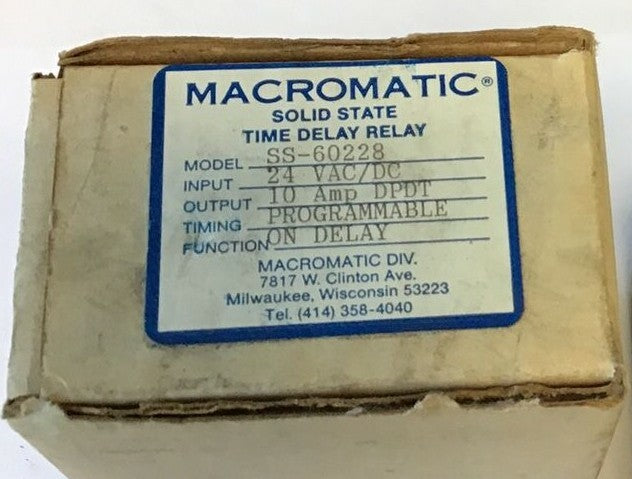 MACROMATIC®
SOLID STATE
TIME DELAY RELAY
MODEL SS-60228
INPUT 24 VAC/DC
OUTPUT 10 Amp DPDT
TIMING PROGRAMMABLE
FUNCTION ON DELAY
MACROMATIC DIV.
7817 W. Clinton Ave.
Milwaukee, Wisconsin 53223
Tel. (414) 358-4040